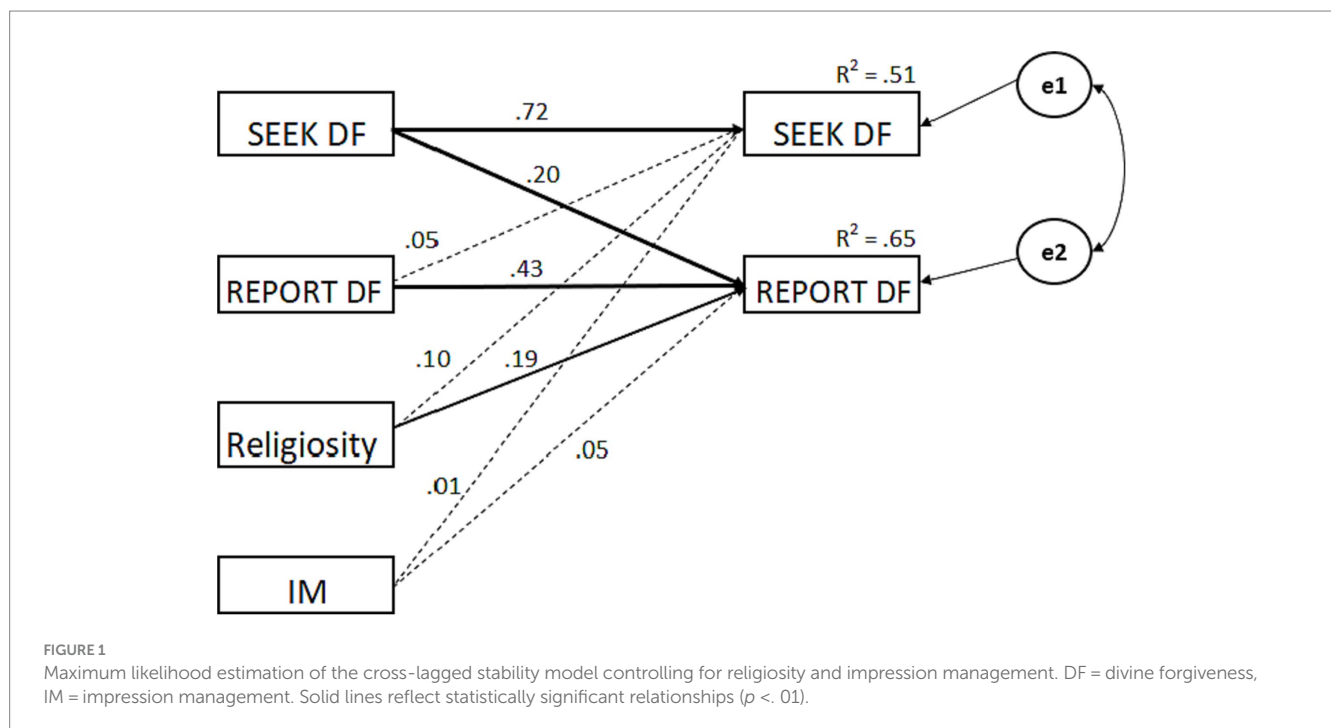 R² = .51
e1
SEEK DF
.72
SEEK DF
.20
R² = .65
e2
.05
REPORT DF
.43
REPORT DF
.10
.19
Religiosity
.05
.01
IM
FIGURE 1
Maximum likelihood estimation of the cross-lagged stability model controlling for religiosity and impression management. DF = divine forgiveness,
IM = impression management. Solid lines reflect statistically significant relationships (p <. 01).